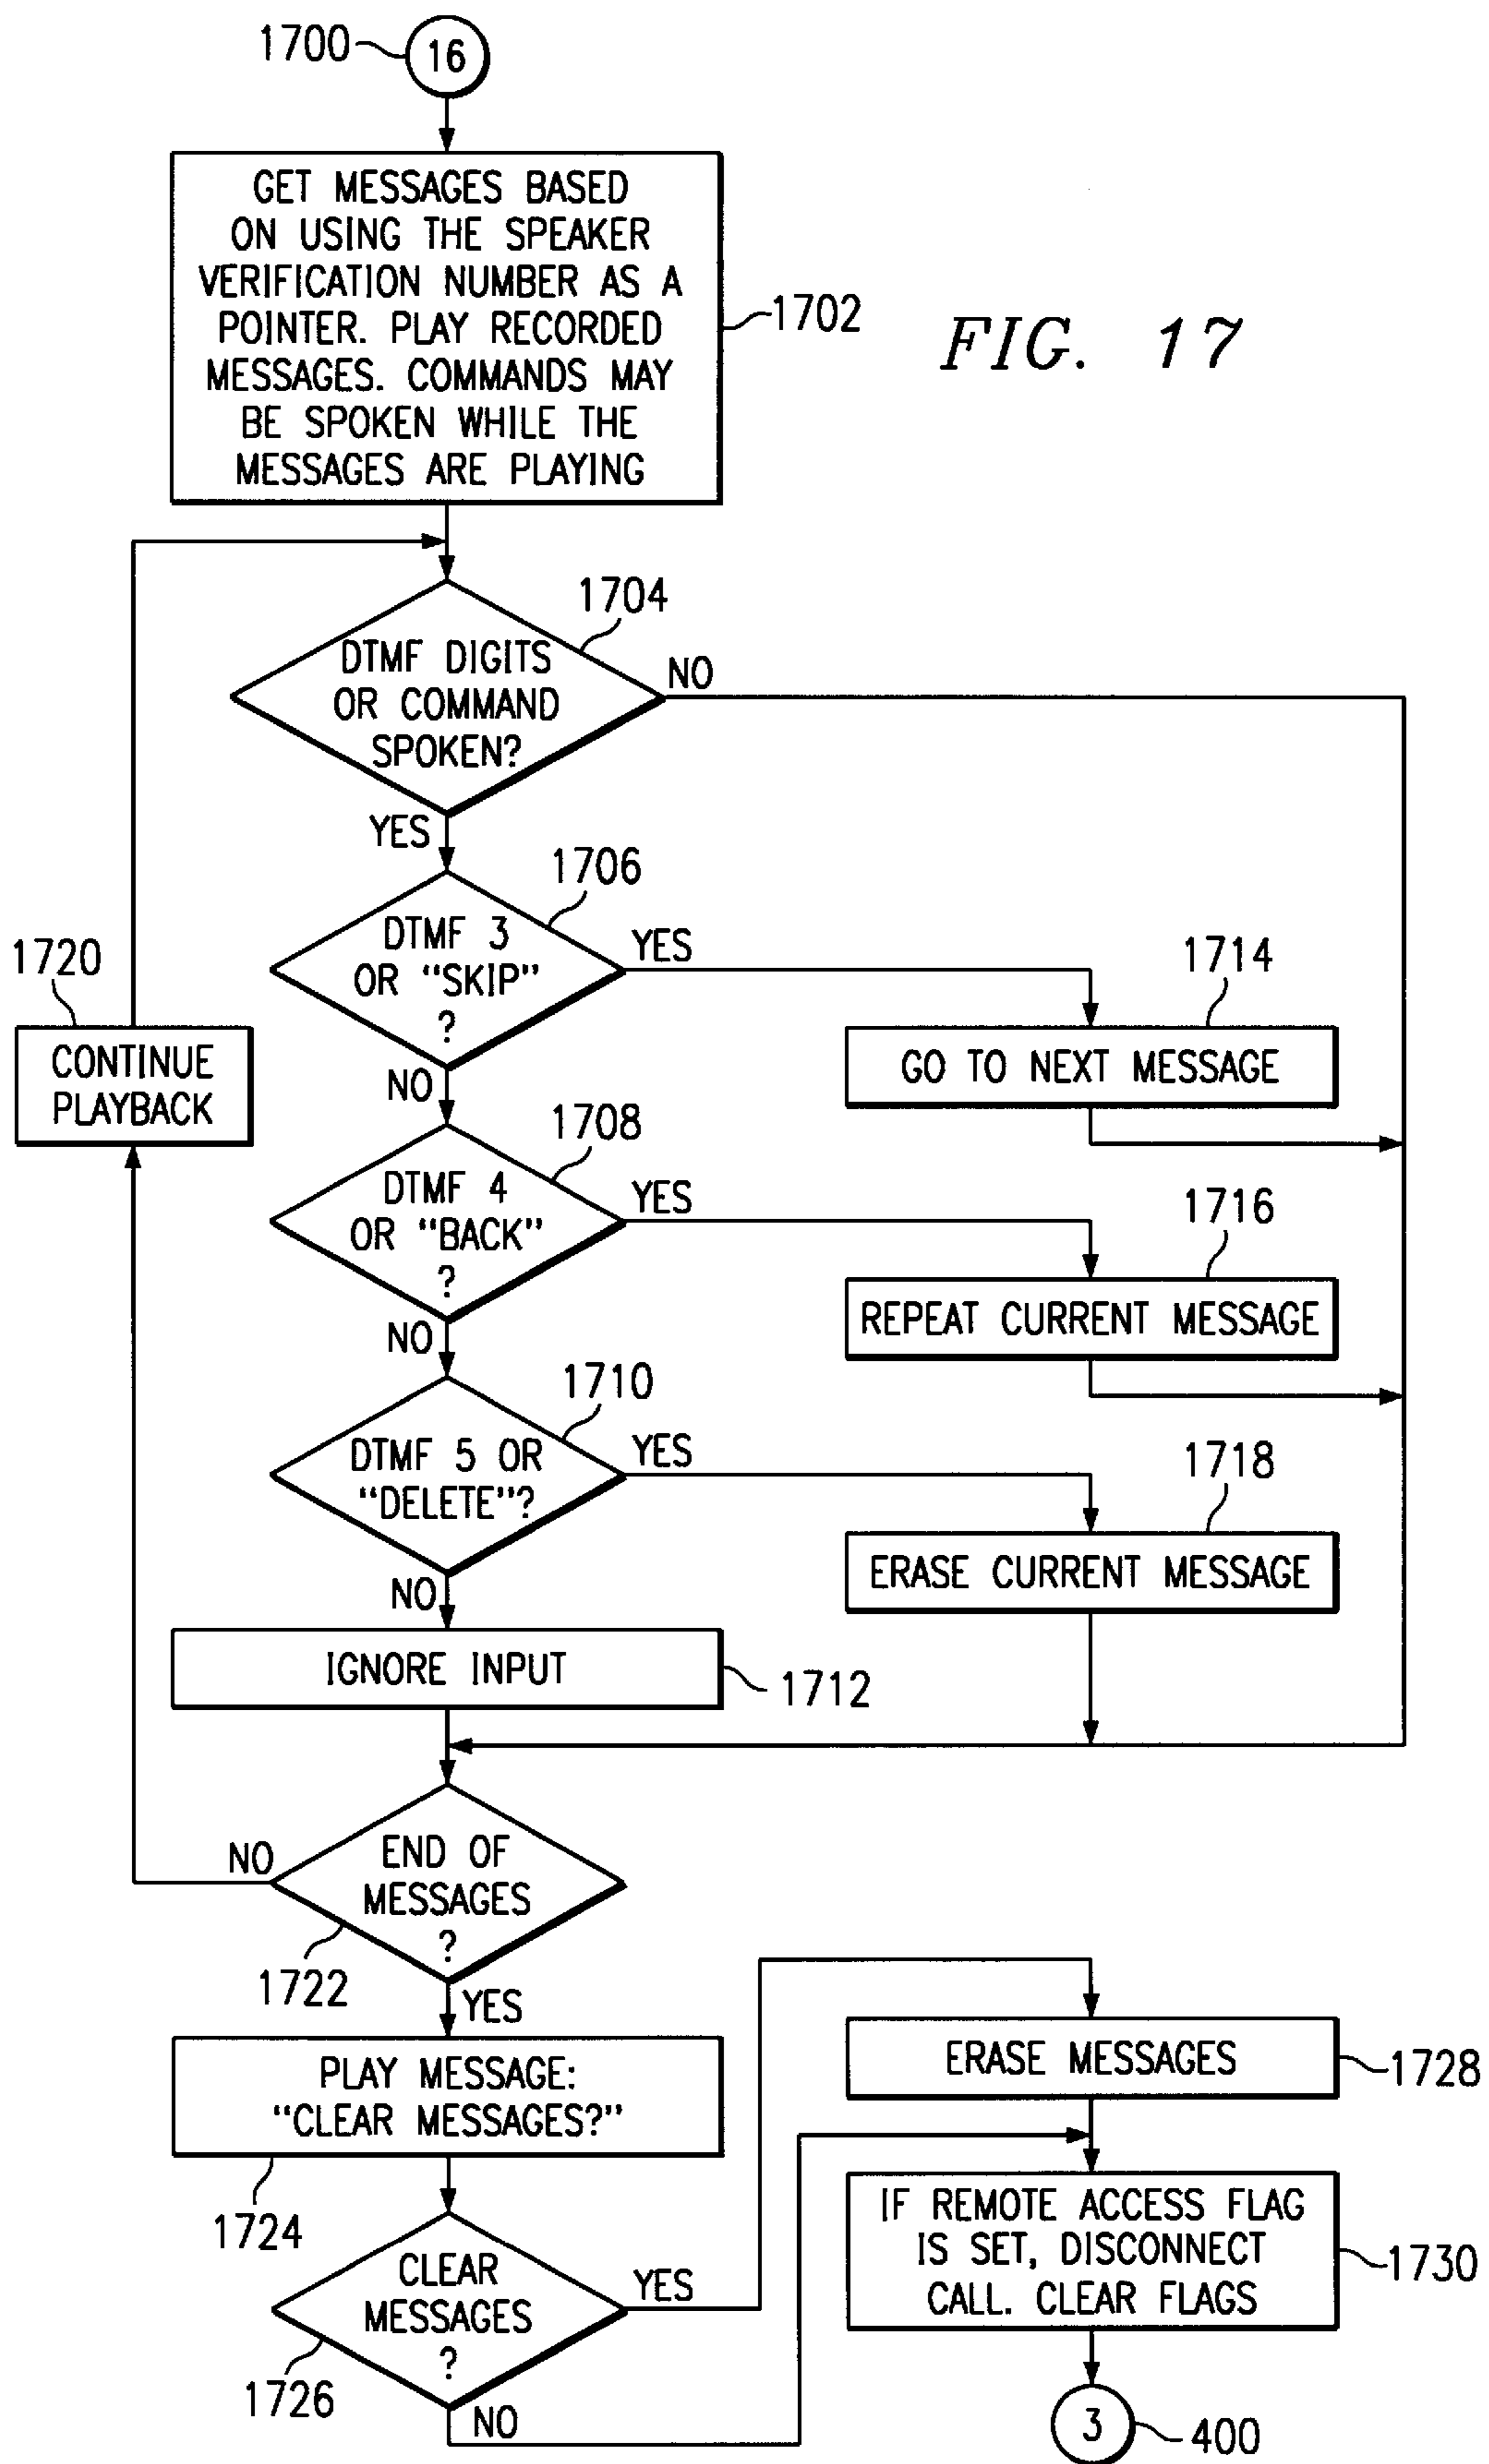 1700
16
GET MESSAGES BASED
ON USING THE SPEAKER
VERIFICATION NUMBER AS A
POINTER. PLAY RECORDED
MESSAGES. COMMANDS MAY
BE SPOKEN WHILE THE
MESSAGES ARE PLAYING
1702
FIG. 17
1704
DTMF DIGITS
OR COMMAND
SPOKEN?
NO
YES
1706
DTMF 3
OR "SKIP"
?
YES
NO
1714
GO TO NEXT MESSAGE
1720
CONTINUE
PLAYBACK
1708
DTMF 4
OR "BACK"
?
YES
NO
1716
REPEAT CURRENT MESSAGE
1710
DTMF 5 OR
"DELETE"?
YES
NO
1718
ERASE CURRENT MESSAGE
IGNORE INPUT
1712
END OF
MESSAGES
?
NO
1722
YES
PLAY MESSAGE:
"CLEAR MESSAGES?"
1724
ERASE MESSAGES
1728
CLEAR
MESSAGES
?
YES
1726
NO
IF REMOTE ACCESS FLAG
IS SET, DISCONNECT
CALL. CLEAR FLAGS
1730
3
400